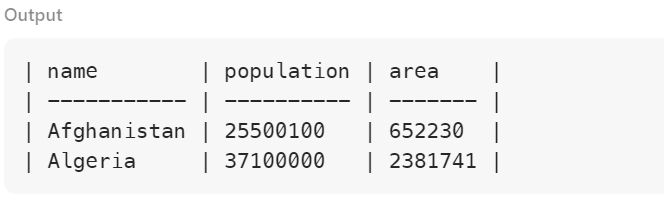 Output
| name        | population | area    |
| ----------- | ---------- | ------- |
| Afghanistan | 25500100   | 652230  |
| Algeria     | 37100000   | 2381741 |